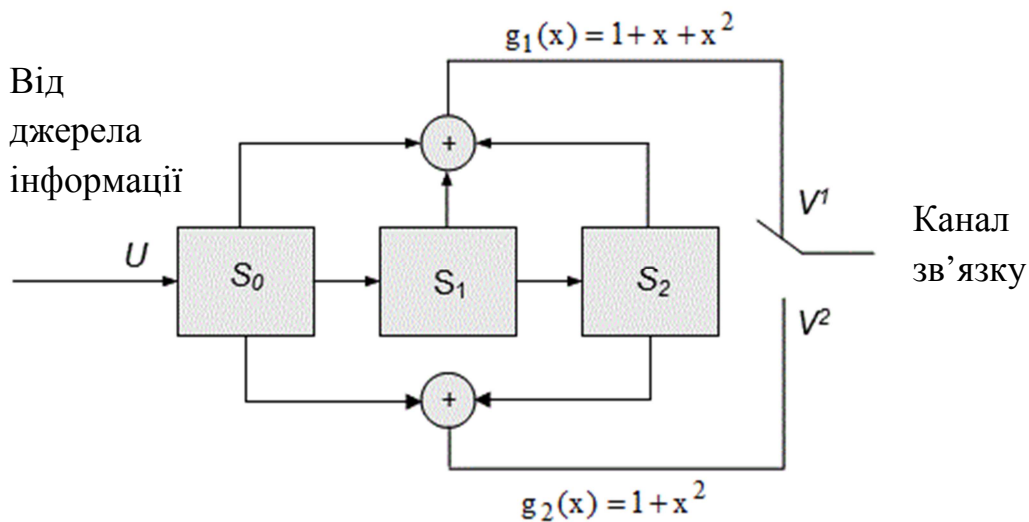 g₁(x) = 1 + x + x²
Від
джерела
інформації
+
V¹
Канал
зв’язку
U
S₀
S₁
S₂
V²
+
g₂(x) = 1 + x²